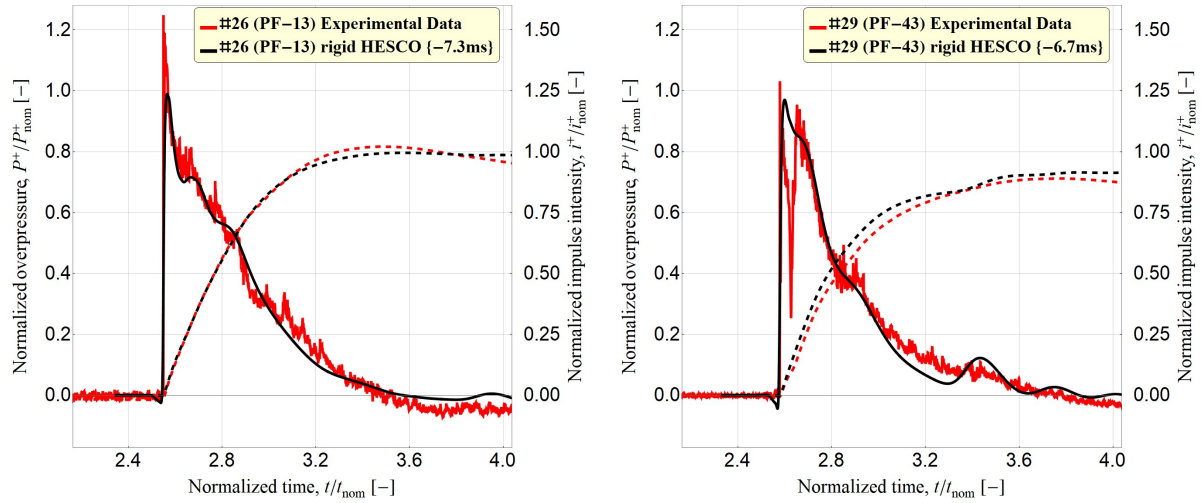 #26 (PF−13) Experimental Data
#26 (PF−13) rigid HESCO {−7.3ms}
Normalized overpressure, P⁺/P⁺nom [−]
1.2
1.0
0.8
0.6
0.4
0.2
0.0
1.50
1.25
1.00
0.75
0.50
0.25
0.00
Normalized impulse intensity, i⁺/i⁺nom [−]
2.4 2.8 3.2 3.6 4.0
Normalized time, t/tnom [−]
#29 (PF−43) Experimental Data
#29 (PF−43) rigid HESCO {−6.7ms}
Normalized overpressure, P⁺/P⁺nom [−]
1.2
1.0
0.8
0.6
0.4
0.2
0.0
1.50
1.25
1.00
0.75
0.50
0.25
0.00
Normalized impulse intensity, i⁺/i⁺nom [−]
2.4 2.8 3.2 3.6 4.0
Normalized time, t/tnom [−]